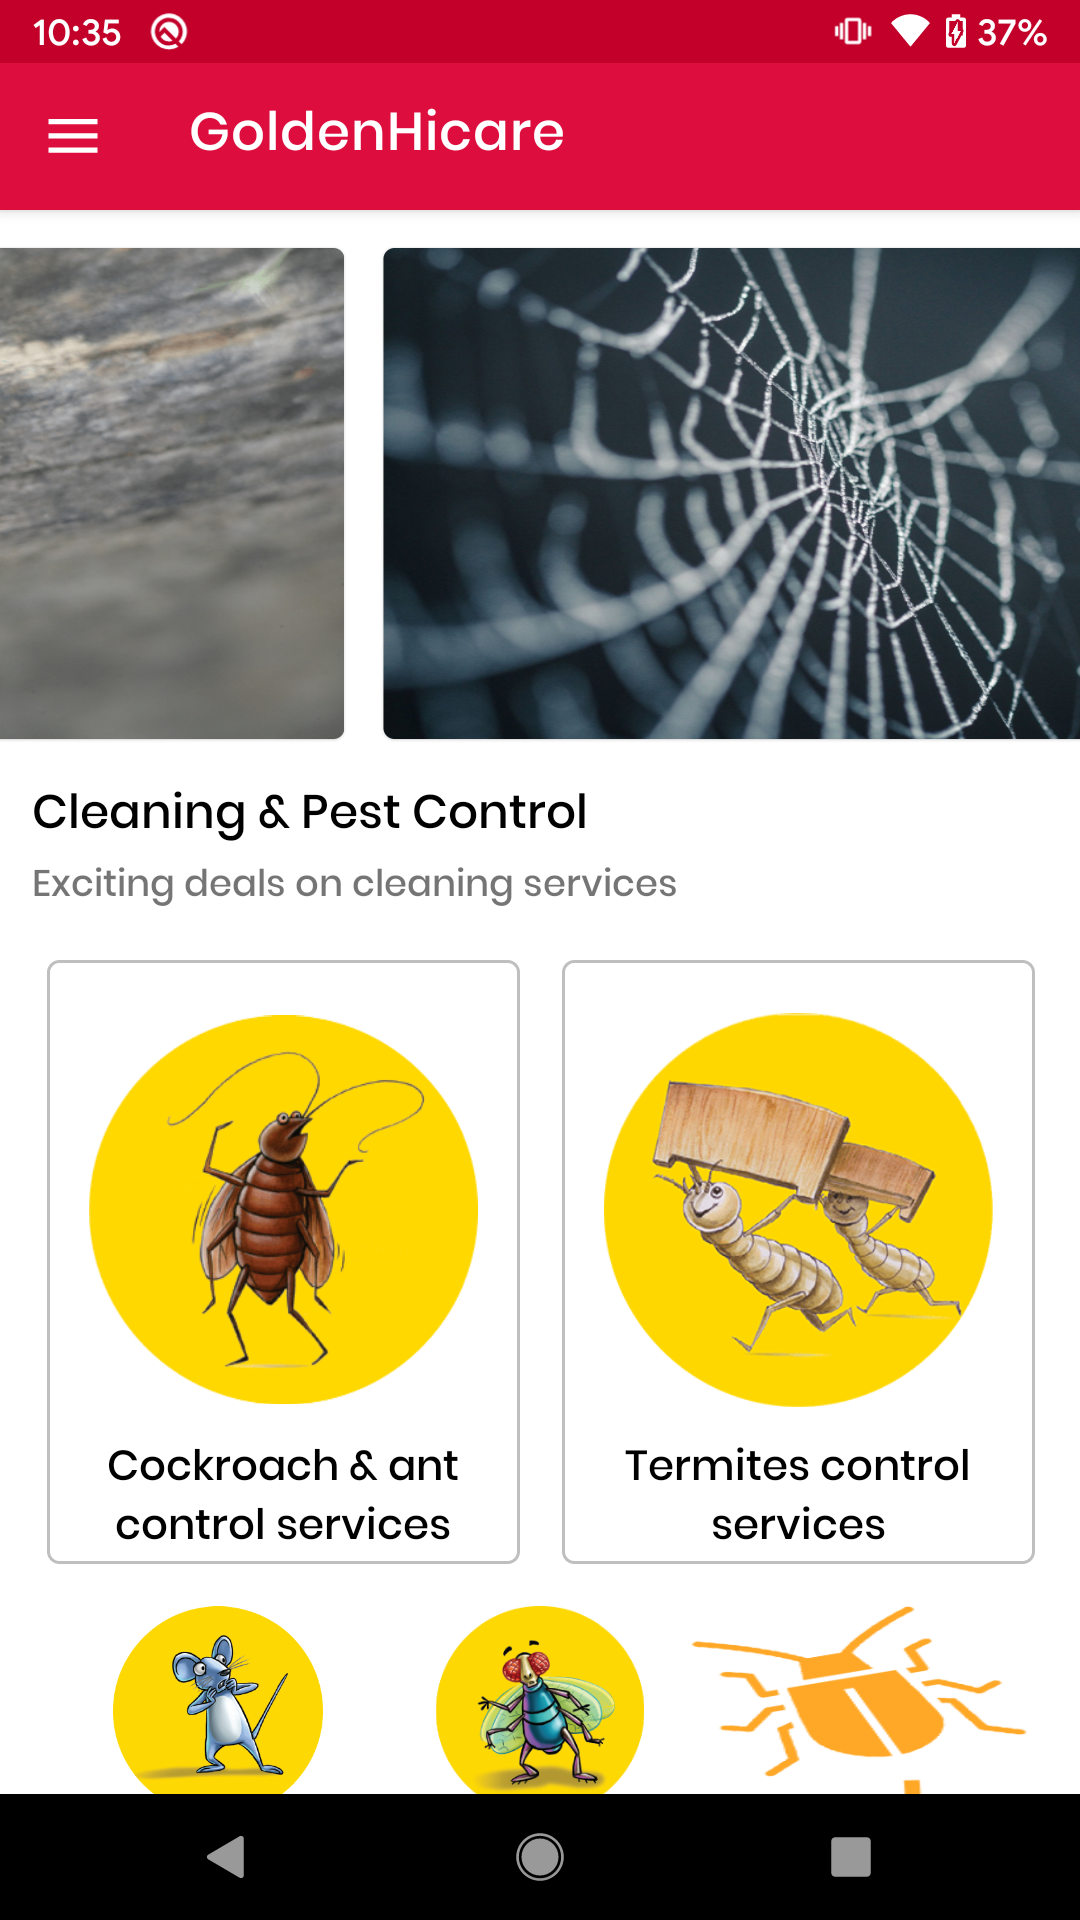 10:35
37%
GoldenHicare
Cleaning & Pest Control
Exciting deals on cleaning services
Cockroach & ant
control services
Termites control
services